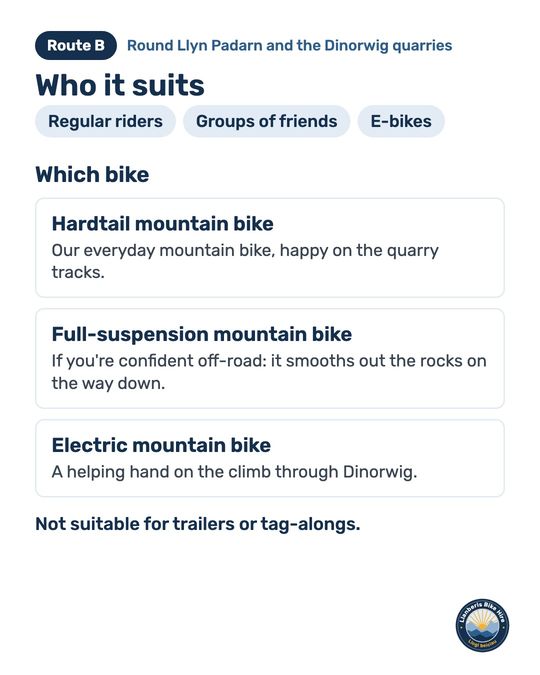 Route B Round Llyn Padarn and the Dinorwig quarries
Who it suits
Regular riders Groups of friends E-bikes
Which bike
Hardtail mountain bike
Our everyday mountain bike, happy on the quarry
tracks.
Full-suspension mountain bike
If you're confident off-road: it smooths out the rocks on
the way down.
Electric mountain bike
A helping hand on the climb through Dinorwig.
Not suitable for trailers or tag-alongs.
Llanberis Bike Hire
Llogi Beiciau